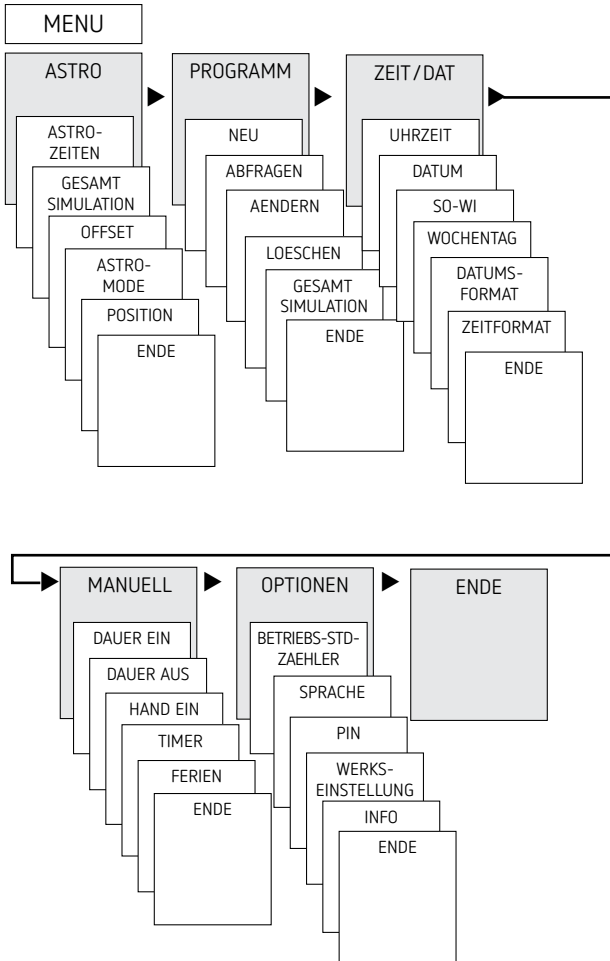 MENU
ASTRO
ASTRO-
ZEITEN
GESAMT
SIMULATION
OFFSET
ASTRO-
MODE
POSITION
ENDE
PROGRAMM
NEU
ABFRAGEN
AENDERN
LOESCHEN
GESAMT
SIMULATION
ENDE
ZEIT/DAT
UHRZEIT
DATUM
SO-WI
WOCHENTAG
DATUMS-
FORMAT
ZEITFORMAT
ENDE
MANUELL
DAUER EIN
DAUER AUS
HAND EIN
TIMER
FERIEN
ENDE
OPTIONEN
BETRIEBS-STD-
ZAEHLER
SPRACHE
PIN
WERKS-
EINSTELLUNG
INFO
ENDE
ENDE